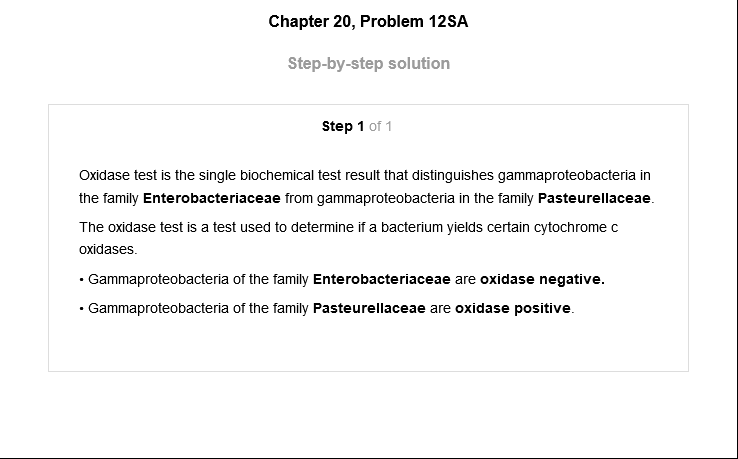 Chapter 20, Problem 12SA
Step-by-step solution
Step 1 of 1
Oxidase test is the single biochemical test result that distinguishes gammaproteobacteria in
the family Enterobacteriaceae from gammaproteobacteria in the family Pasteurellaceae.
The oxidase test is a test used to determine if a bacterium yields certain cytochrome c
oxidases.
• Gammaproteobacteria of the family Enterobacteriaceae are oxidase negative.
• Gammaproteobacteria of the family Pasteurellaceae are oxidase positive.